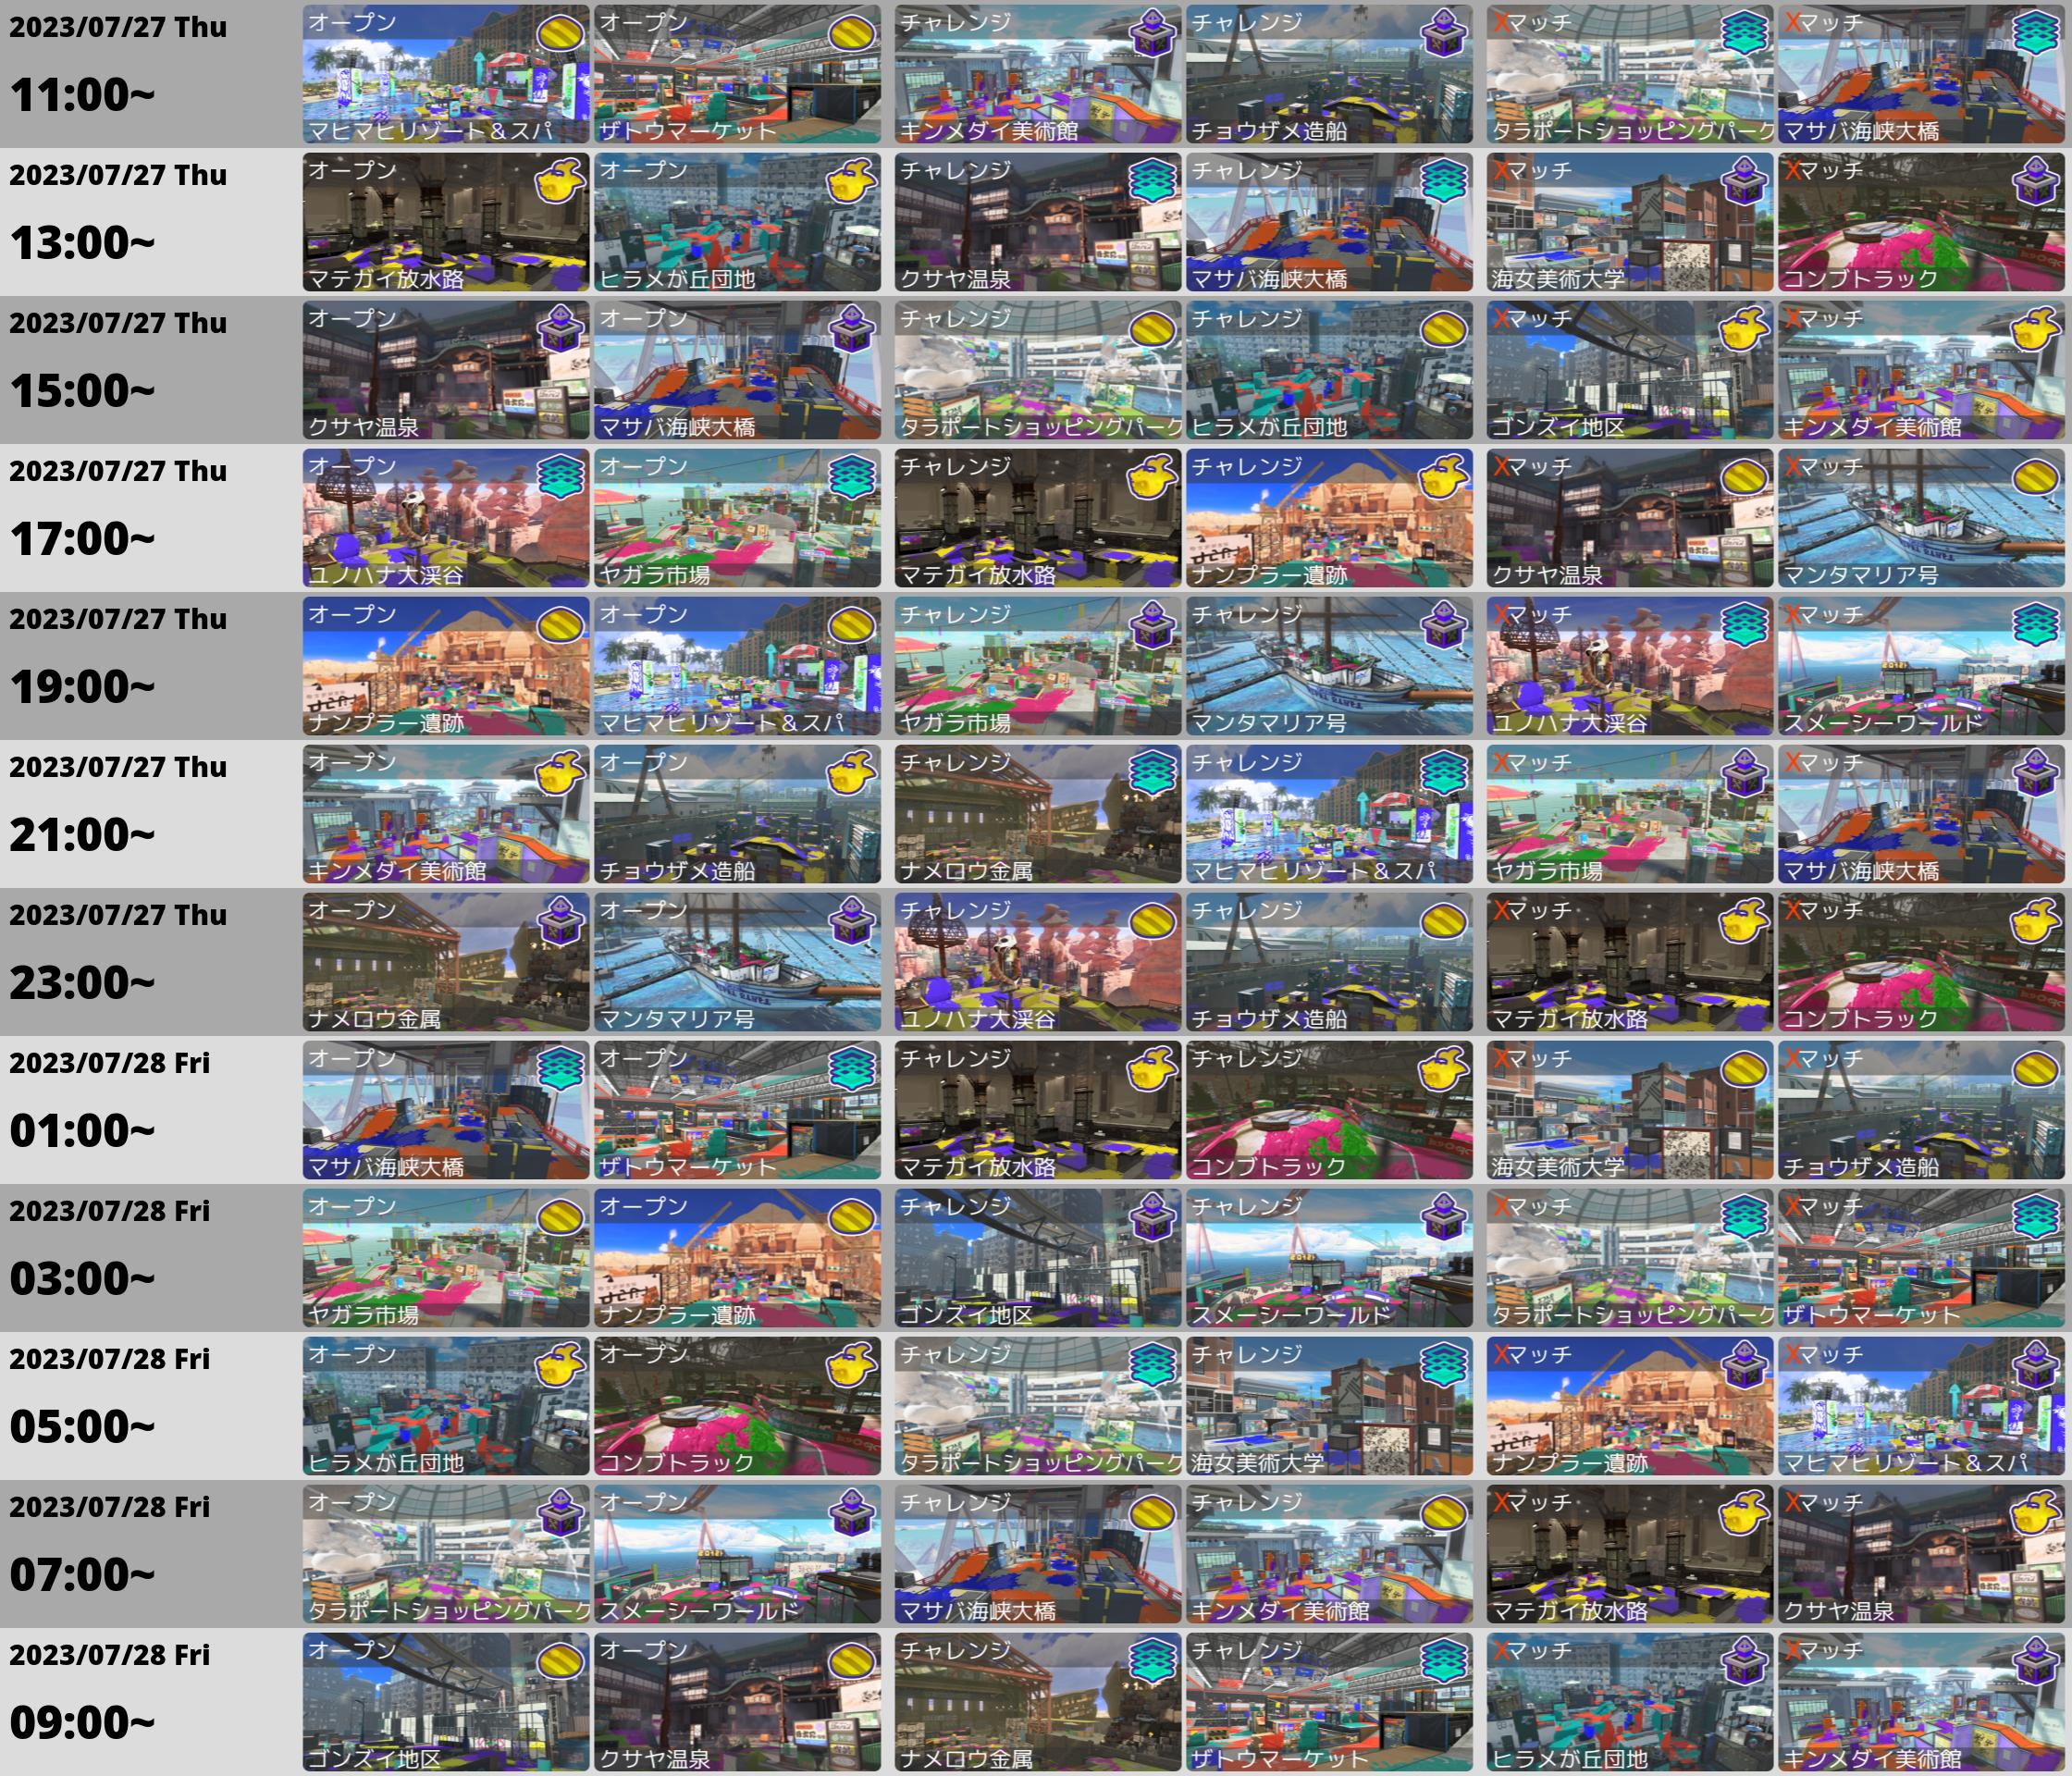 2023/07/27 Thu
11:00~
オープン オープン チャレンジ チャレンジ Xマッチ Xマッチ
マヒマヒリゾート＆スパ ザトウマーケット キンメダイ美術館 チョウザメ造船 タラポートショッピングパーク マサバ海峡大橋
2023/07/27 Thu
13:00~
オープン オープン チャレンジ チャレンジ Xマッチ Xマッチ
マテガイ放水路 ヒラメが丘団地 クサヤ温泉 マサバ海峡大橋 海女美術大学 コンブトラック
2023/07/27 Thu
15:00~
オープン オープン チャレンジ チャレンジ Xマッチ Xマッチ
クサヤ温泉 マサバ海峡大橋 タラポートショッピングパーク ヒラメが丘団地 ゴンズイ地区 キンメダイ美術館
2023/07/27 Thu
17:00~
オープン オープン チャレンジ チャレンジ Xマッチ Xマッチ
ユノハナ大渓谷 ヤガラ市場 マテガイ放水路 ナンプラー遺跡 クサヤ温泉 マンタマリア号
2023/07/27 Thu
19:00~
オープン オープン チャレンジ チャレンジ Xマッチ Xマッチ
ナンプラー遺跡 マヒマヒリゾート＆スパ ヤガラ市場 マンタマリア号 ユノハナ大渓谷 スメーシーワールド
2023/07/27 Thu
21:00~
オープン オープン チャレンジ チャレンジ Xマッチ Xマッチ
キンメダイ美術館 チョウザメ造船 ナメロウ金属 マヒマヒリゾート＆スパ ヤガラ市場 マサバ海峡大橋
2023/07/27 Thu
23:00~
オープン オープン チャレンジ チャレンジ Xマッチ Xマッチ
ナメロウ金属 マンタマリア号 ユノハナ大渓谷 チョウザメ造船 マテガイ放水路 コンブトラック
2023/07/28 Fri
01:00~
オープン オープン チャレンジ チャレンジ Xマッチ Xマッチ
マサバ海峡大橋 ザトウマーケット マテガイ放水路 コンブトラック 海女美術大学 チョウザメ造船
2023/07/28 Fri
03:00~
オープン オープン チャレンジ チャレンジ Xマッチ Xマッチ
ヤガラ市場 ナンプラー遺跡 ゴンズイ地区 スメーシーワールド タラポートショッピングパーク ザトウマーケット
2023/07/28 Fri
05:00~
オープン オープン チャレンジ チャレンジ Xマッチ Xマッチ
ヒラメが丘団地 コンブトラック タラポートショッピングパーク 海女美術大学 ナンプラー遺跡 マヒマヒリゾート＆スパ
2023/07/28 Fri
07:00~
オープン オープン チャレンジ チャレンジ Xマッチ Xマッチ
タラポートショッピングパーク スメーシーワールド マサバ海峡大橋 キンメダイ美術館 マテガイ放水路 クサヤ温泉
2023/07/28 Fri
09:00~
オープン オープン チャレンジ チャレンジ Xマッチ Xマッチ
ゴンズイ地区 クサヤ温泉 ナメロウ金属 ザトウマーケット ヒラメが丘団地 キンメダイ美術館